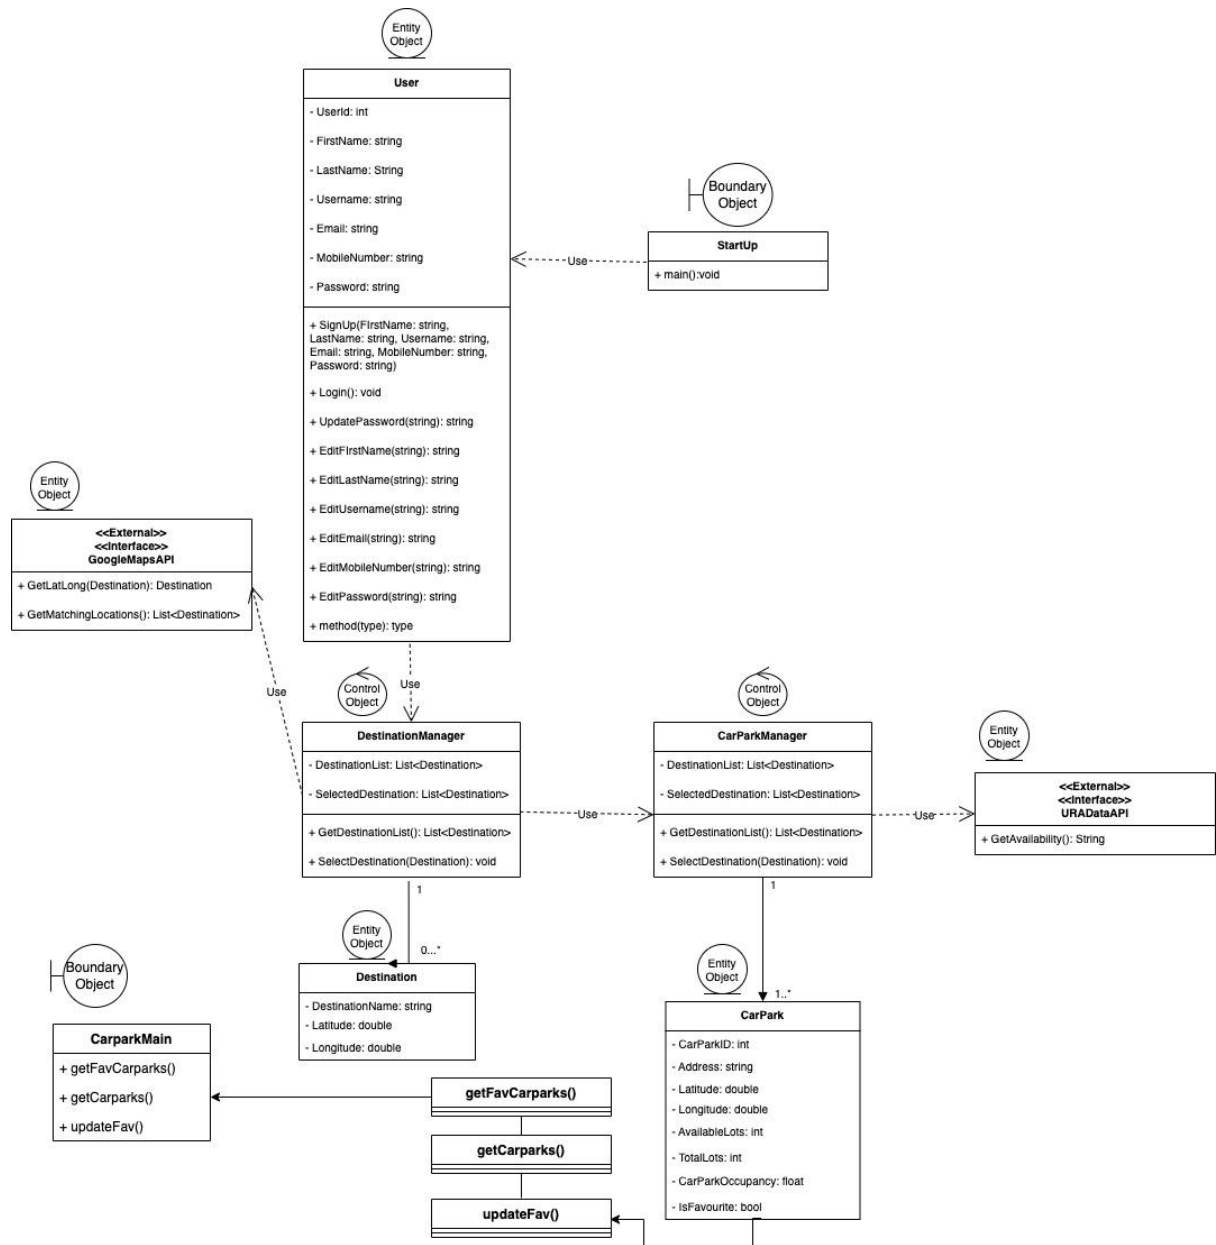 Entity
Object
User
- UserId: int
- FirstName: string
- LastName: String
- Username: string
- Email: string
- MobileNumber: string
- Password: string
+ SignUp(FIrstName: string,
LastName: string, Username: string,
Email: string, MobileNumber: string,
Password: string)
+ Login(): void
+ UpdatePassword(string): string
+ EditFIrstName(string): string
+ EditLastName(string): string
+ EditUsername(string): string
+ EditEmail(string): string
+ EditMobileNumber(string): string
+ EditPassword(string): string
+ method(type): type
Boundary
Object
StartUp
+ main():void
Use
Entity
Object
<<External>>
<<Interface>>
GoogleMapsAPI
+ GetLatLong(Destination): Destination
+ GetMatchingLocations(): List<Destination>
Use
Use
Control
Object
DestinationManager
- DestinationList: List<Destination>
- SelectedDestination: List<Destination>
+ GetDestinationList(): List<Destination>
+ SelectDestination(Destination): void
Use
Control
Object
CarParkManager
- DestinationList: List<Destination>
- SelectedDestination: List<Destination>
+ GetDestinationList(): List<Destination>
+ SelectDestination(Destination): void
Use
Entity
Object
<<External>>
<<Interface>>
URADataAPI
+ GetAvailability(): String
1
0...*
Entity
Object
Destination
- DestinationName: string
- Latitude: double
- Longitude: double
1
1..*
Entity
Object
CarPark
- CarParkID: int
- Address: string
- Latitude: double
- Longitude: double
- AvailableLots: int
- TotalLots: int
- CarParkOccupancy: float
- IsFavourite: bool
Boundary
Object
CarparkMain
+ getFavCarparks()
+ getCarparks()
+ updateFav()
getFavCarparks()
getCarparks()
updateFav()